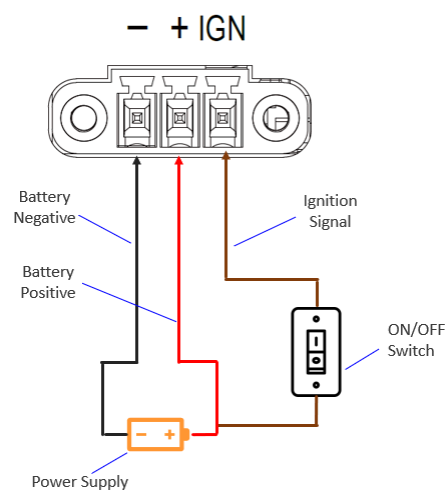 − + IGN
Battery
Negative
Ignition
Signal
Battery
Positive
ON/OFF
Switch
− +
Power Supply